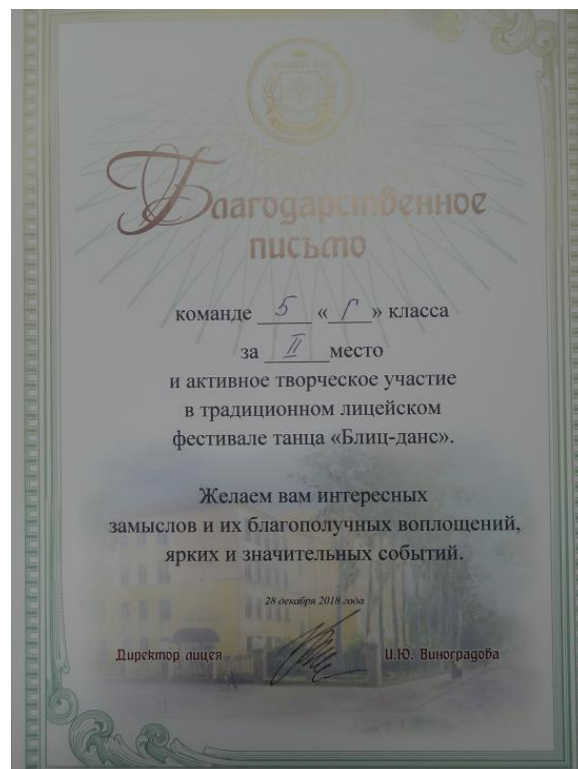 Благодарственное
письмо
команде 5 « Г » класса
за II место
и активное творческое участие
в традиционном лицейском
фестивале танца «Блиц-данс».
Желаем вам интересных
замыслов и их благополучных воплощений,
ярких и значительных событий.
28 декабря 2018 года
Директор лицея И.Ю. Виноградова